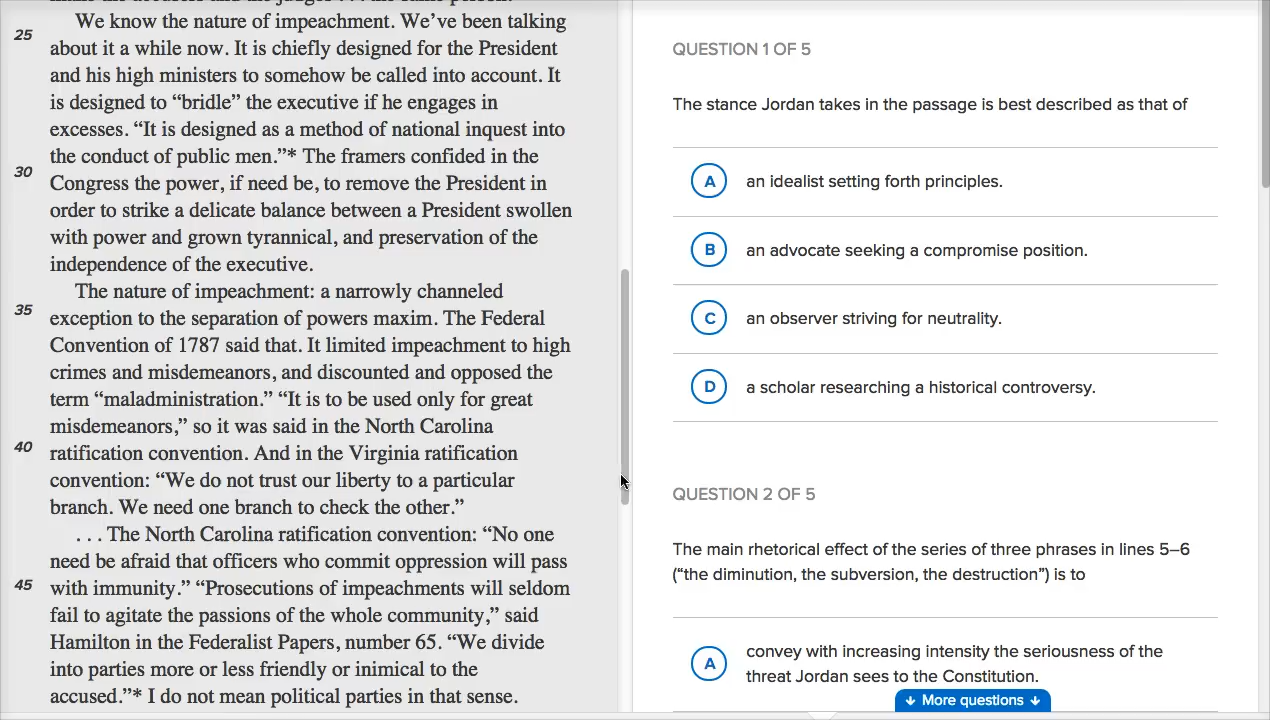 We know the nature of impeachment. We’ve been talking
25
about it a while now. It is chiefly designed for the President
and his high ministers to somehow be called into account. It
is designed to “bridle” the executive if he engages in
excesses. “It is designed as a method of national inquest into
the conduct of public men.”* The framers confided in the
30
Congress the power, if need be, to remove the President in
order to strike a delicate balance between a President swollen
with power and grown tyrannical, and preservation of the
independence of the executive.
The nature of impeachment: a narrowly channeled
35
exception to the separation of powers maxim. The Federal
Convention of 1787 said that. It limited impeachment to high
crimes and misdemeanors, and discounted and opposed the
term “maladministration.” “It is to be used only for great
misdemeanors,” so it was said in the North Carolina
40
ratification convention. And in the Virginia ratification
convention: “We do not trust our liberty to a particular
branch. We need one branch to check the other.”
. . . The North Carolina ratification convention: “No one
need be afraid that officers who commit oppression will pass
45
with immunity.” “Prosecutions of impeachments will seldom
fail to agitate the passions of the whole community,” said
Hamilton in the Federalist Papers, number 65. “We divide
into parties more or less friendly or inimical to the
accused.”* I do not mean political parties in that sense.
QUESTION 1 OF 5
The stance Jordan takes in the passage is best described as that of
A an idealist setting forth principles.
B an advocate seeking a compromise position.
C an observer striving for neutrality.
D a scholar researching a historical controversy.
QUESTION 2 OF 5
The main rhetorical effect of the series of three phrases in lines 5–6
(“the diminution, the subversion, the destruction”) is to
A convey with increasing intensity the seriousness of the
threat Jordan sees to the Constitution.
↓ More questions ↓